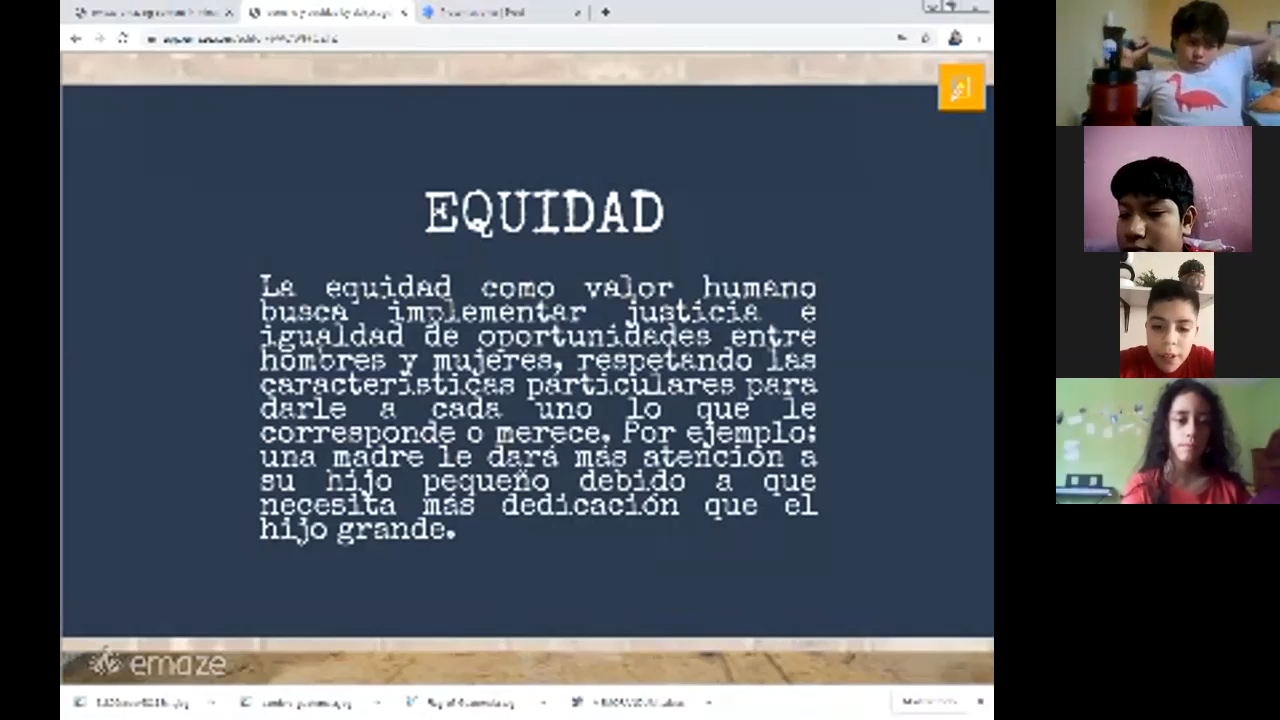 EQUIDAD
La equidad como valor humano
busca implementar justicia e
igualdad de oportunidades entre
hombres y mujeres, respetando las
características particulares para
darle a cada uno lo que le
corresponde o merece. Por ejemplo:
una madre le dará más atención a
su hijo pequeño debido a que
necesita más dedicación que el
hijo grande.
emaze